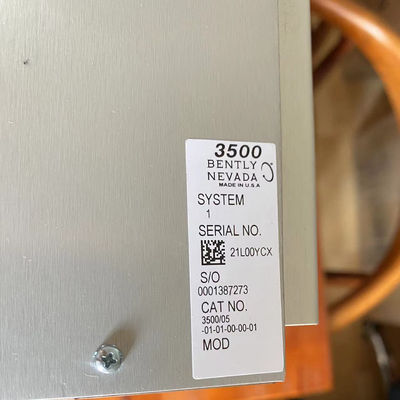 3500
BENTLY
NEVADA
MADE IN U.S.A
SYSTEM
1
SERIAL NO.
21L00YCX
S/O
0001387273
CAT NO.
3500/05
-01-01-00-00-01
MOD